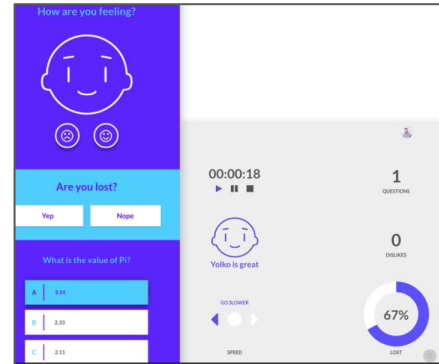 How are you feeling?
Are you lost?
Yep
Nope
What is the value of Pi?
A 3.14
B 2.33
C 2.11
00:00:18
1
QUESTIONS
Yolko is great
0
DISLIKES
GO SLOWER
SPEED
67%
LOST